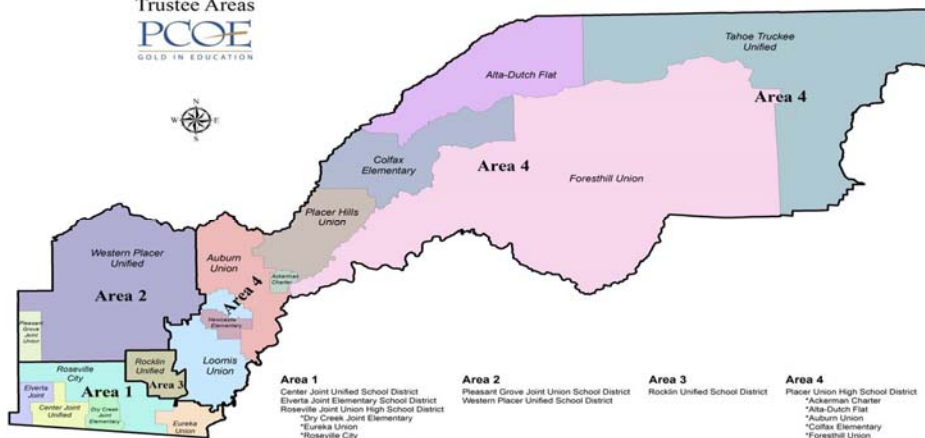 Trustee Areas
PCOE
GOLD IN EDUCATION
N
W
E
S
Tahoe Truckee
Unified
Alta-Dutch Flat
Area 4
Colfax
Elementary
Area 4
Foresthill Union
Placer Hills
Union
Western Placer
Unified
Auburn
Union
Ackerman
Charter
Area 2
Area 4
Newcastle
Elementary
Pleasant
Grove
Joint
Union
Rocklin
Unified
Loomis
Union
Roseville
City
Area 3
Area 1
Elverta
Joint
Center Joint
Unified
Dry Creek
Joint
Elementary
Eureka
Union
Area 1
Center Joint Unified School District
Elverta Joint Elementary School District
Roseville Joint Union High School District
*Dry Creek Joint Elementary
*Eureka Union
*Roseville City
Area 2
Pleasant Grove Joint Union School District
Western Placer Unified School District
Area 3
Rocklin Unified School District
Area 4
Placer Union High School District
*Ackerman Charter
*Alta-Dutch Flat
*Auburn Union
*Colfax Elementary
*Foresthill Union